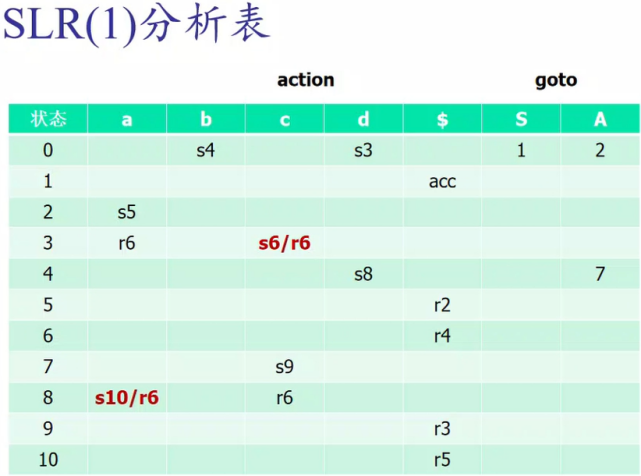 SLR(1)分析表
action goto
状态 a b c d $ S A
0 s4 s3 1 2
1 acc
2 s5
3 r6 s6/r6
4 s8 7
5 r2
6 r4
7 s9
8 s10/r6 r6
9 r3
10 r5